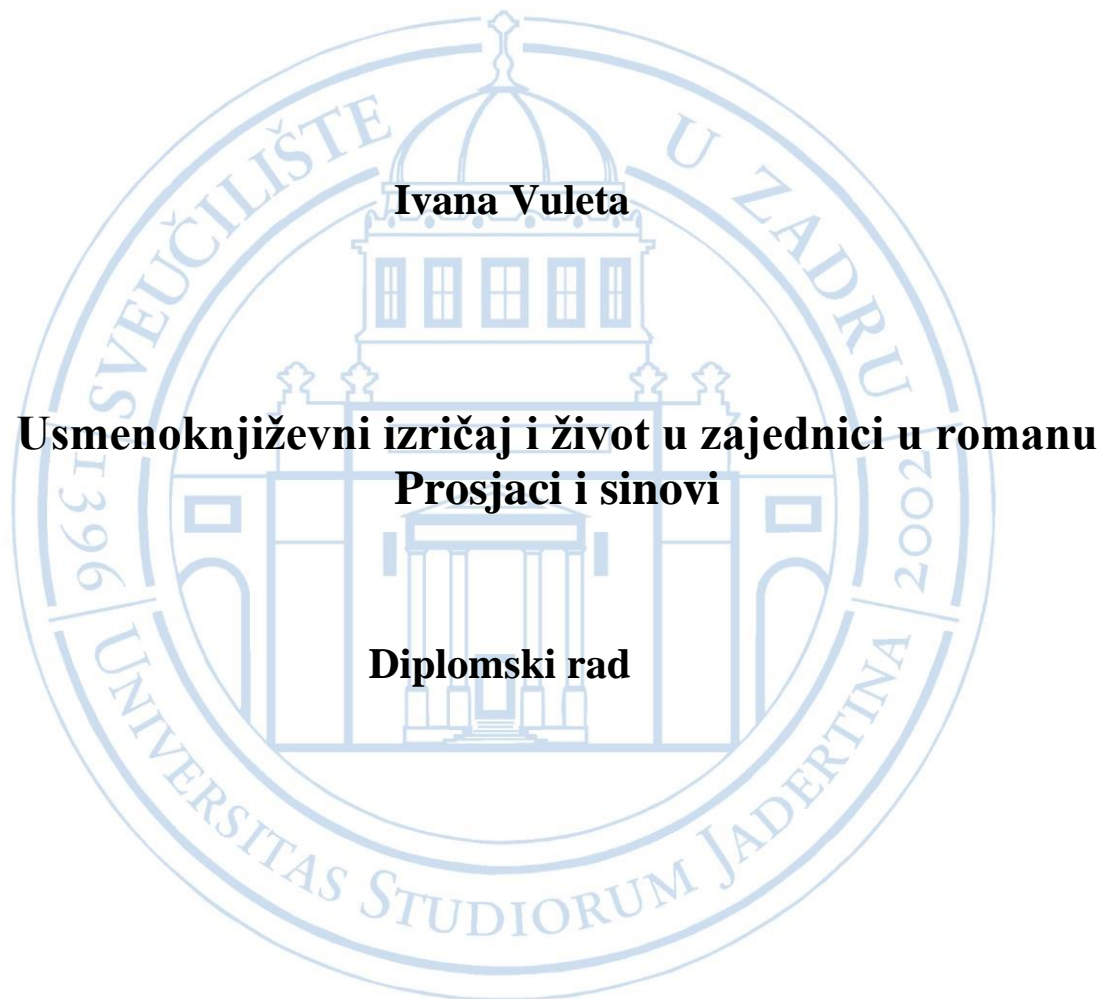 SVEUČILIŠTE U ZADRU
Ivana Vuleta
Usmenoknjiževni izričaj i život u zajednici u romanu
Prosjaci i sinovi
1396
2002
Diplomski rad
UNIVERSITAS STUDIORUM JADERTINA